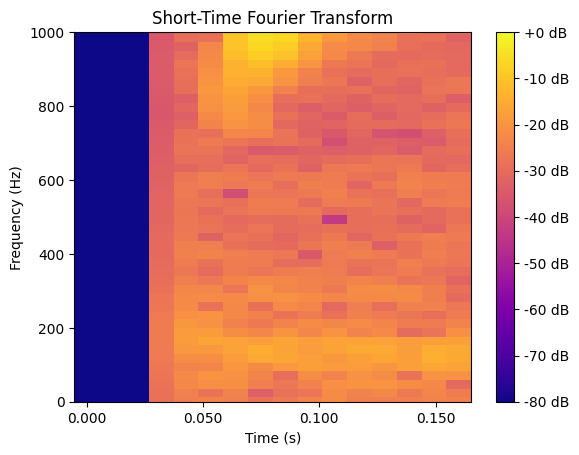 Short-Time Fourier Transform
1000
800
600
400
200
0
Frequency (Hz)
0.000
0.050
0.100
0.150
Time (s)
+0 dB
-10 dB
-20 dB
-30 dB
-40 dB
-50 dB
-60 dB
-70 dB
-80 dB